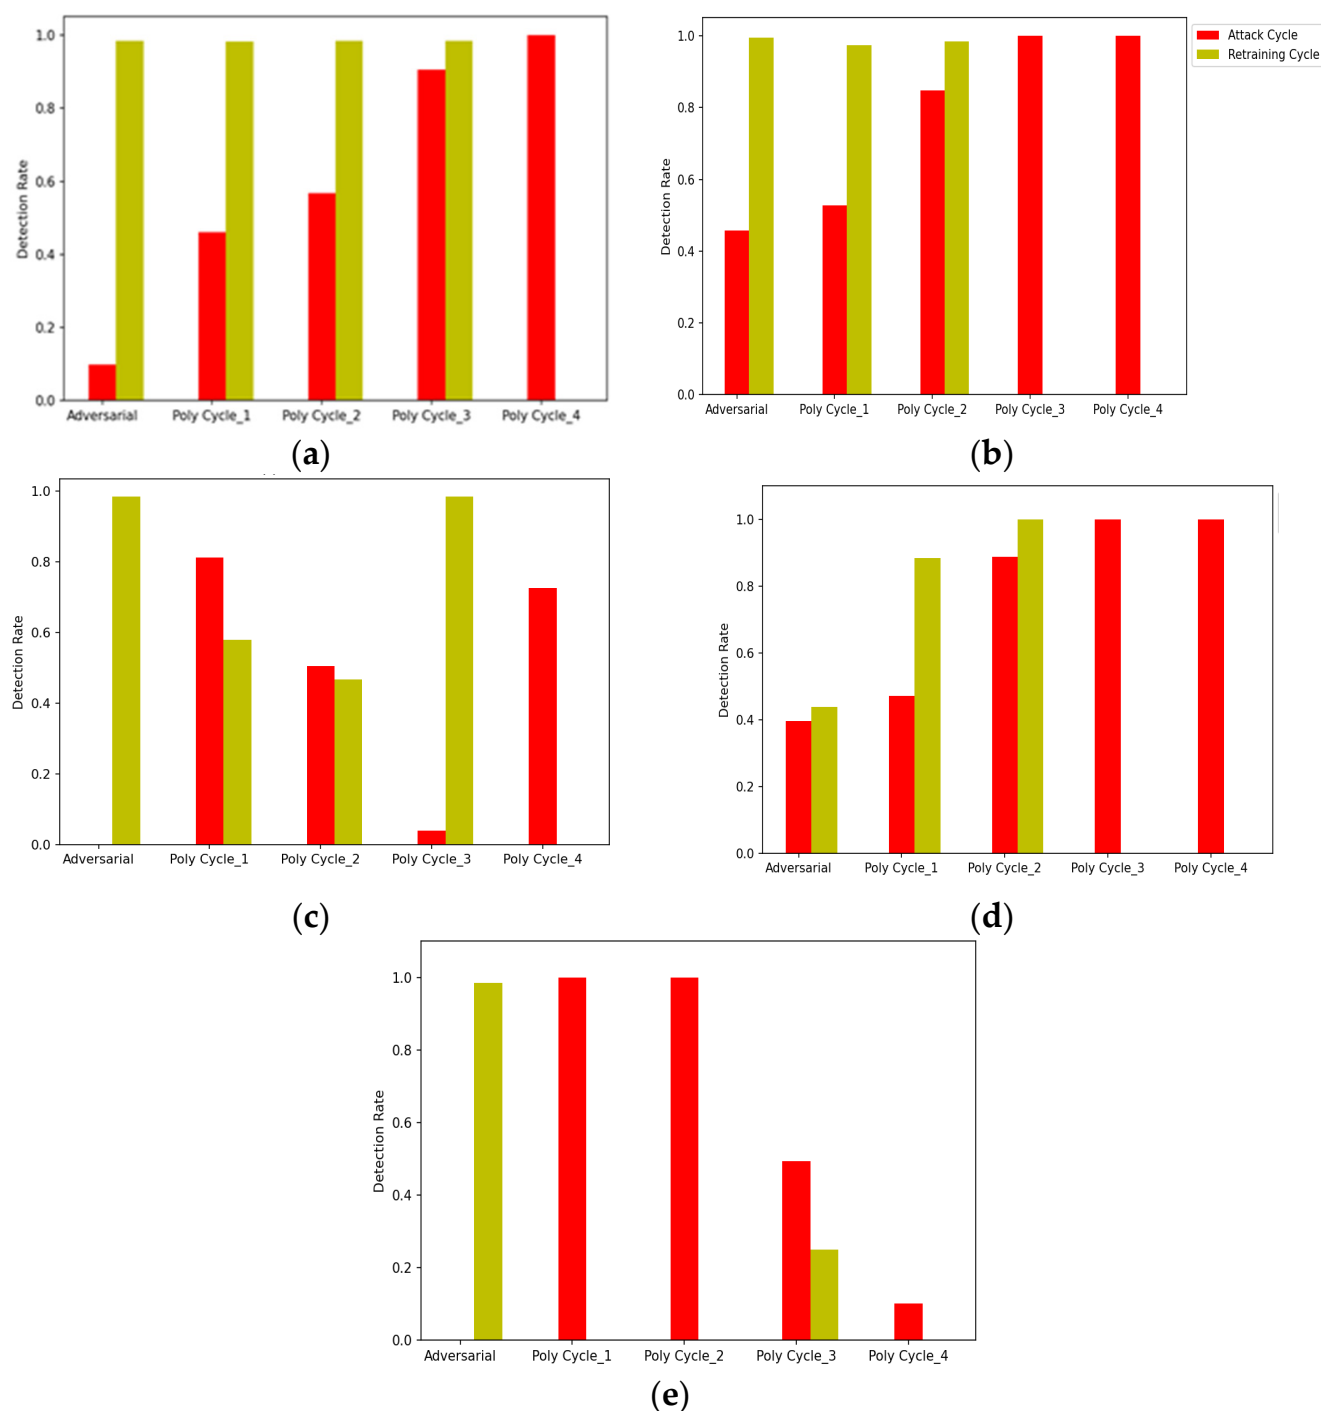 1.0
0.8
0.6
0.4
0.2
0.0
Detection Rate
Adversarial Poly Cycle_1 Poly Cycle_2 Poly Cycle_3 Poly Cycle_4
(a)
1.0
0.8
0.6
0.4
0.2
0.0
Detection Rate
Adversarial Poly Cycle_1 Poly Cycle_2 Poly Cycle_3 Poly Cycle_4
Attack Cycle
Retraining Cycle
(b)
1.0
0.8
0.6
0.4
0.2
0.0
Detection Rate
Adversarial Poly Cycle_1 Poly Cycle_2 Poly Cycle_3 Poly Cycle_4
(c)
1.0
0.8
0.6
0.4
0.2
0.0
Detection Rate
Adversarial Poly Cycle_1 Poly Cycle_2 Poly Cycle_3 Poly Cycle_4
(d)
1.0
0.8
0.6
0.4
0.2
0.0
Detection Rate
Adversarial Poly Cycle_1 Poly Cycle_2 Poly Cycle_3 Poly Cycle_4
(e)